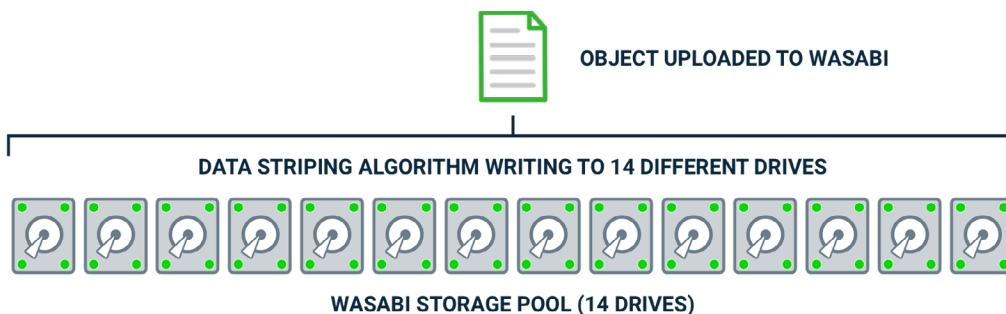 OBJECT UPLOADED TO WASABI
DATA STRIPING ALGORITHM WRITING TO 14 DIFFERENT DRIVES
WASABI STORAGE POOL (14 DRIVES)